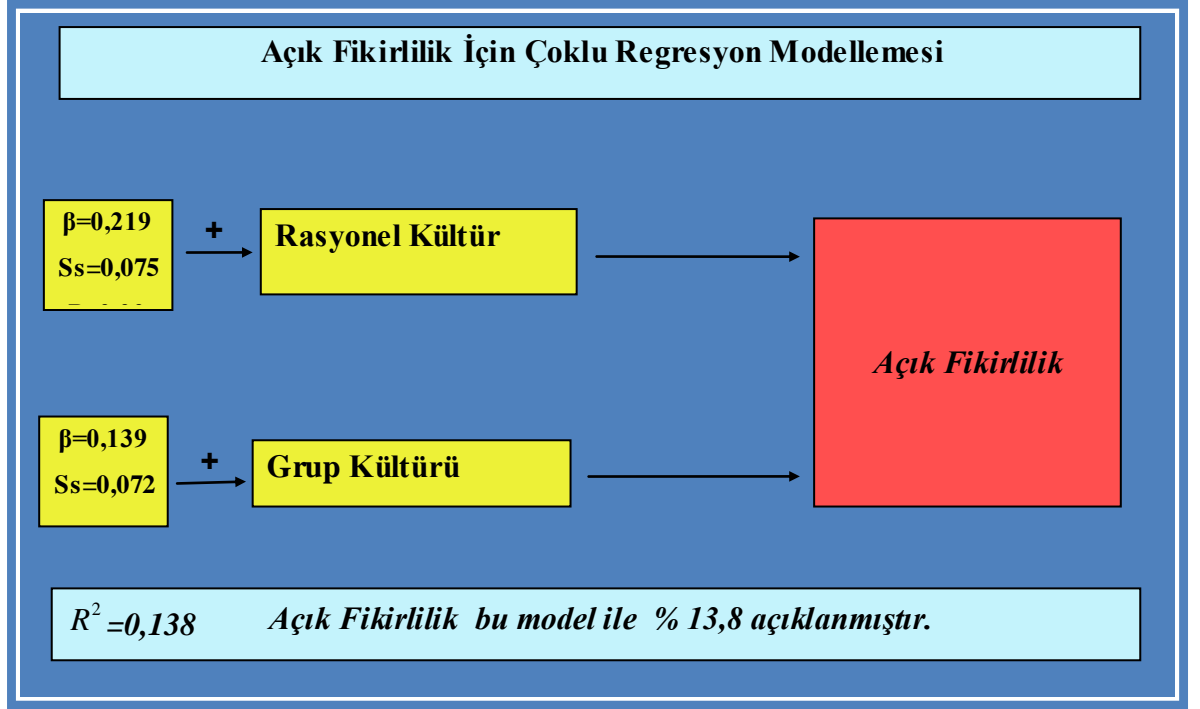 Açık Fikirlilik İçin Çoklu Regresyon Modellemesi
β=0,219
Ss=0,075
+
Rasyonel Kültür
Açık Fikirlilik
β=0,139
Ss=0,072
+
Grup Kültürü
R²=0,138 Açık Fikirlilik bu model ile % 13,8 açıklanmıştır.